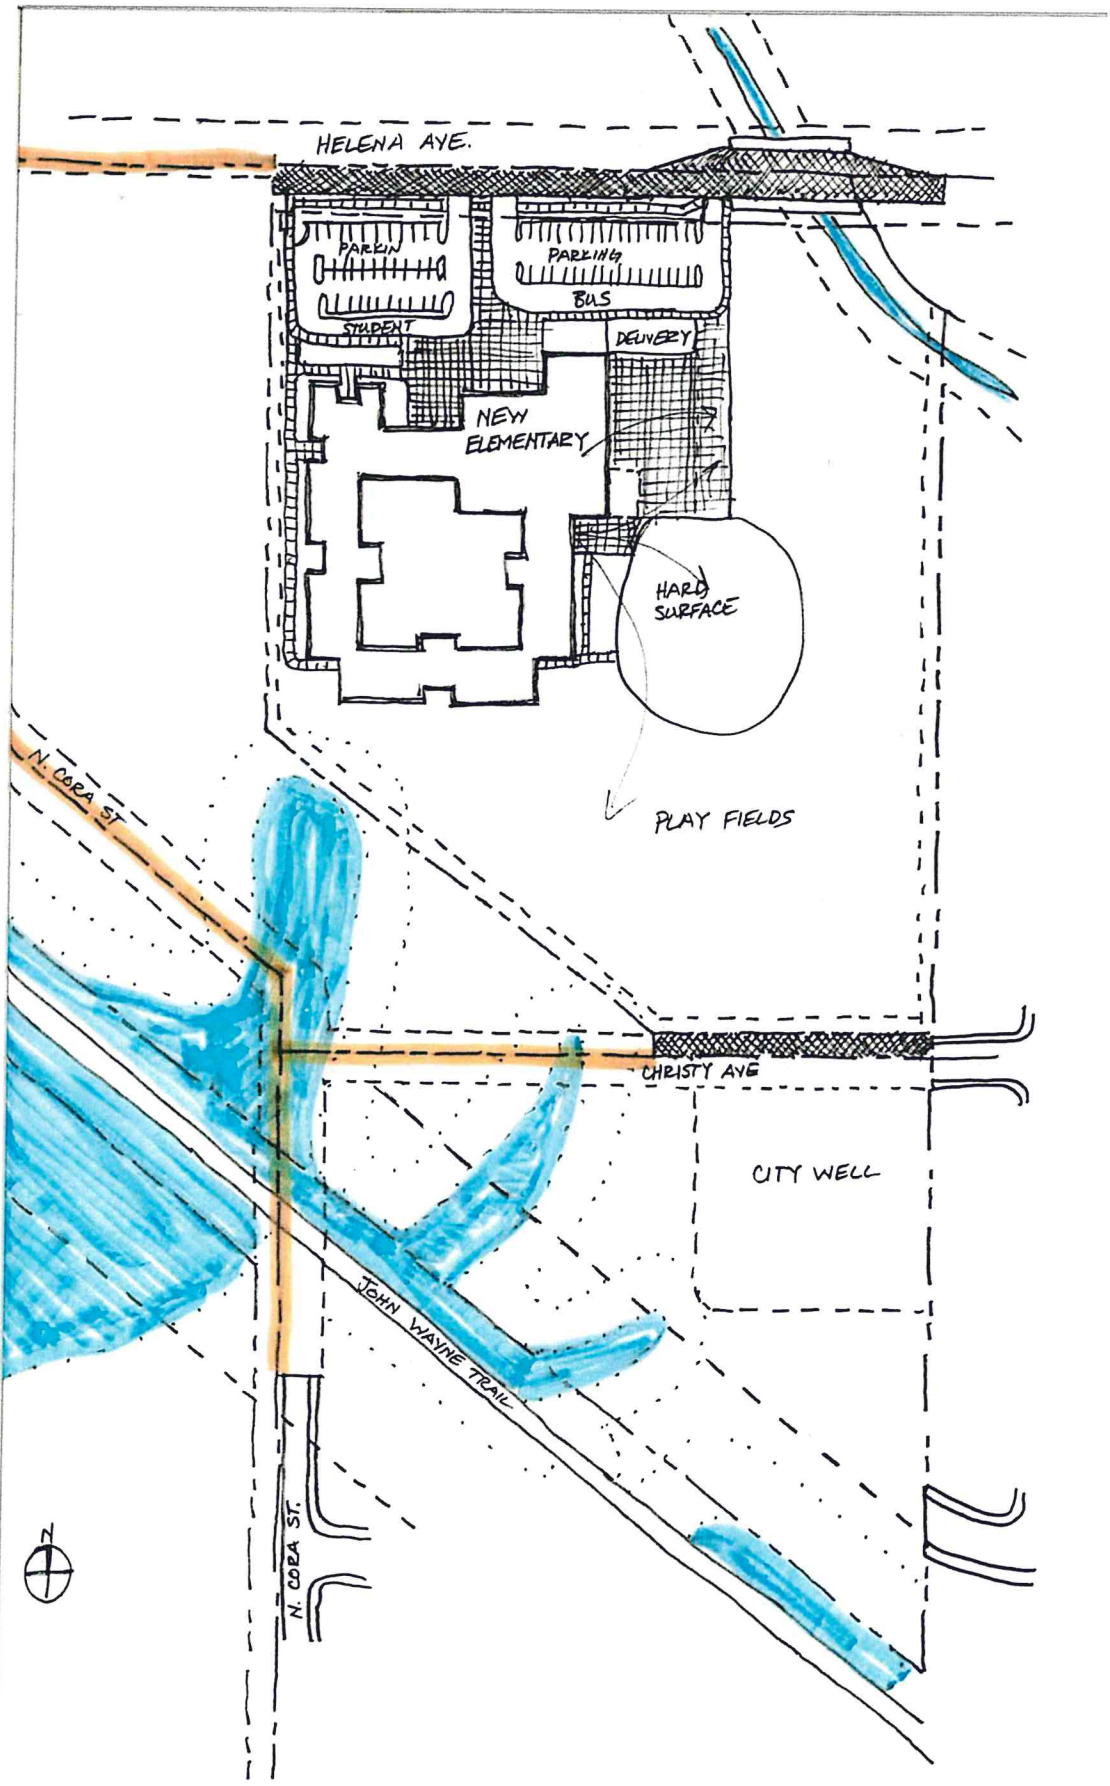 HELENA AVE.
PARKIN
PARKING
BUS
STUDENT
DELIVERY
NEW
ELEMENTARY
HARD
SURFACE
PLAY FIELDS
N. CORA ST
CHRISTY AVE
CITY WELL
JOHN WAYNE TRAIL
N. CORA ST.
N